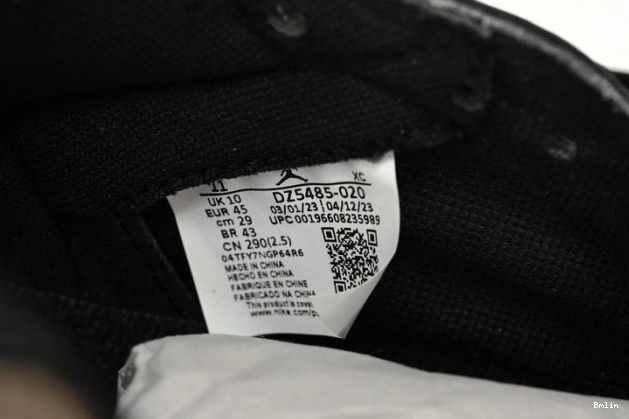 11 XC
UK 10 DZ5485-020
EUR 45 03/01/23 | 04/12/23
cm 29 UPC 00196608235989
BR 43
CN 290(2.5)
04TFY7NGP64R6
MADE IN CHINA
HECHO EN CHINA
FABRIQUE EN CHINE
FABRICADO NA CHINA
This product is cover
www.nike.com/p
Bmlin